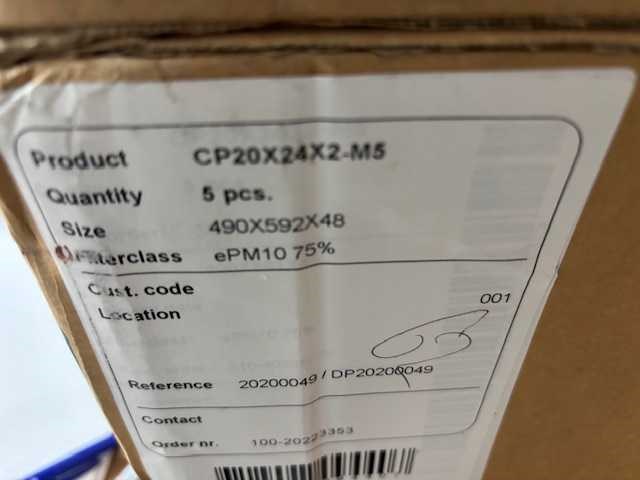 Product CP20X24X2-M5
Quantity 5 pcs.
Size 490X592X48
Filterclass ePM10 75%
Cust. code
Location
001
Reference 20200049 / DP20200049
Contact
Order nr. 100-20223353